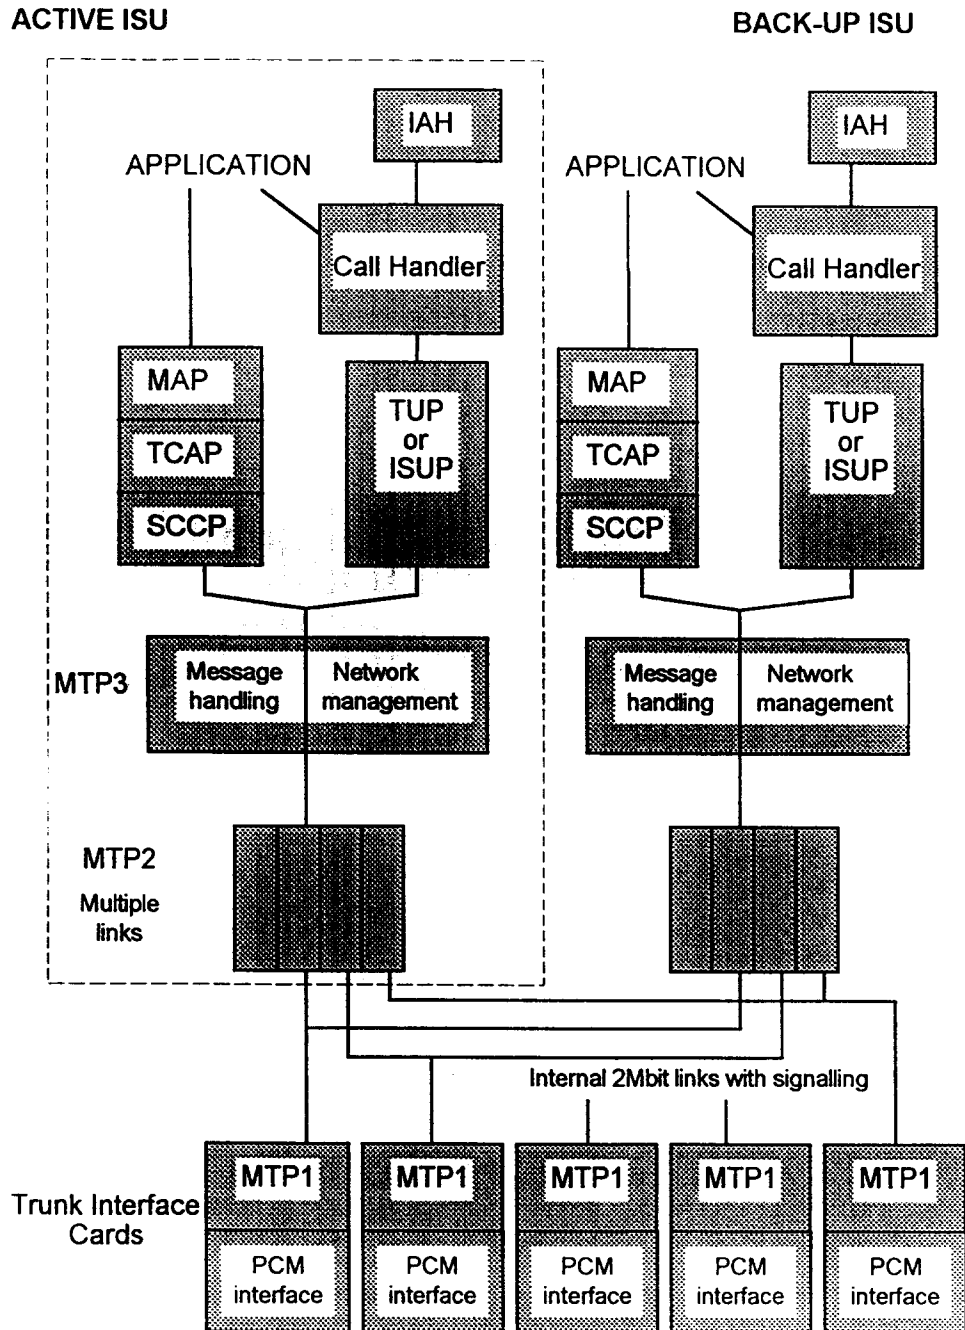 ACTIVE ISU
BACK-UP ISU
IAH
APPLICATION
Call Handler
MAP
TCAP
SCCP
TUP
or
ISUP
MTP3
Message
handling
Network
management
MTP2
Multiple
links
IAH
APPLICATION
Call Handler
MAP
TCAP
SCCP
TUP
or
ISUP
Message
handling
Network
management
Internal 2Mbit links with signalling
Trunk Interface
Cards
MTP1
PCM
interface
MTP1
PCM
interface
MTP1
PCM
interface
MTP1
PCM
interface
MTP1
PCM
interface